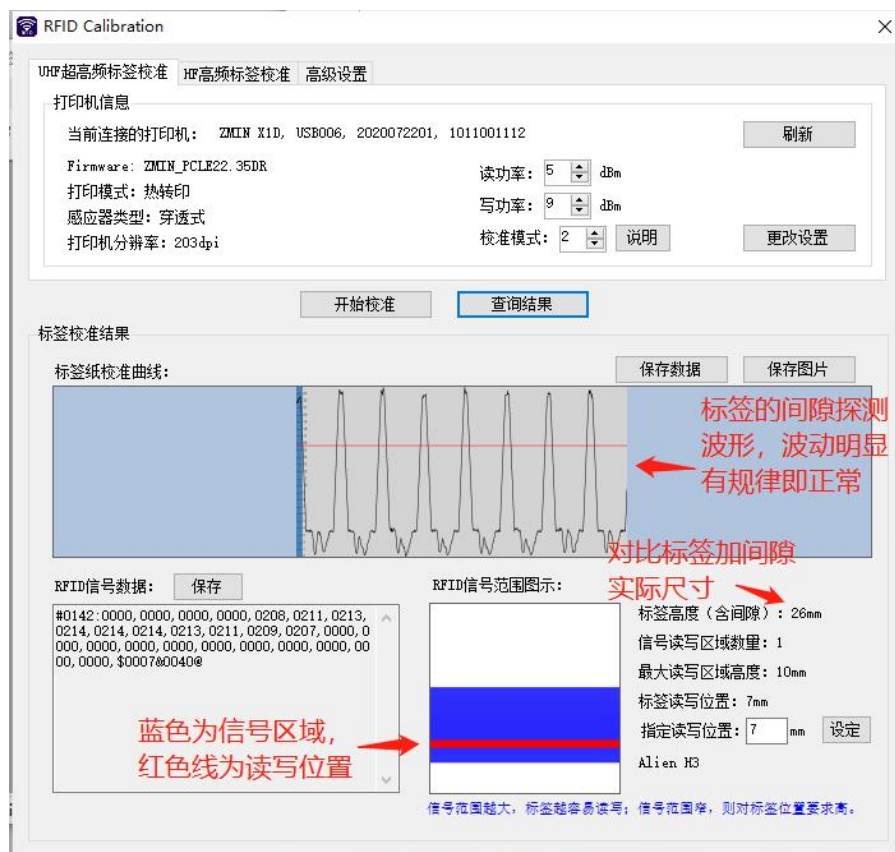 RFID Calibration
UHF超高频标签校准 HF高频标签校准 高级设置
打印机信息
当前连接的打印机： ZMIN X1D, USB006, 2020072201, 1011001112
刷新
Firmware: ZMIN_PCLE22.35DR
读功率： 5 dBm
打印模式：热转印
写功率： 9 dBm
感应器类型：穿透式
校准模式： 2 说明
更改设置
打印机分辨率：203dpi
开始校准 查询结果
标签校准结果
标签纸校准曲线：
保存数据 保存图片
标签的间隙探测
波形，波动明显
有规律即正常
对比标签加间隙
实际尺寸
RFID信号数据： 保存
#0142:0000, 0000, 0000, 0000, 0208, 0211, 0213,
0214, 0214, 0214, 0213, 0211, 0209, 0207, 0000, 0
000, 0000, 0000, 0000, 0000, 0000, 0000, 0000, 00
00, 0000, $0007&0040@
RFID信号范围图示：
标签高度（含间隙）：26mm
信号读写区域数量：1
最大读写区域高度：10mm
标签读写位置：7mm
指定读写位置： 7 mm 设定
Alien H3
蓝色为信号区域，
红色线为读写位置
信号范围越大，标签越容易读写；信号范围窄，则对标签位置要求高。